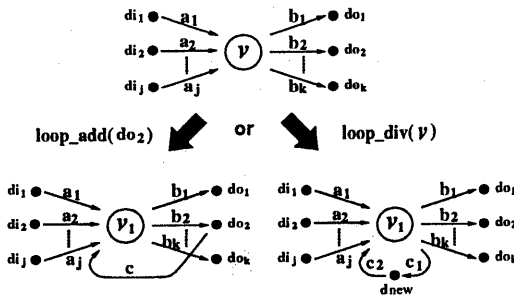 di1 a1 b1 do1
di2 a2 ν b2 do2
dij aj bk dok
loop_add(do2) or loop_div(ν)
di1 a1 b1 do1 di1 a1 b1 do1
di2 a2 ν1 b2 do2 di2 a2 ν1 b2 do2
dij aj bk dok dij aj bk dok
c c2 c1
dnew